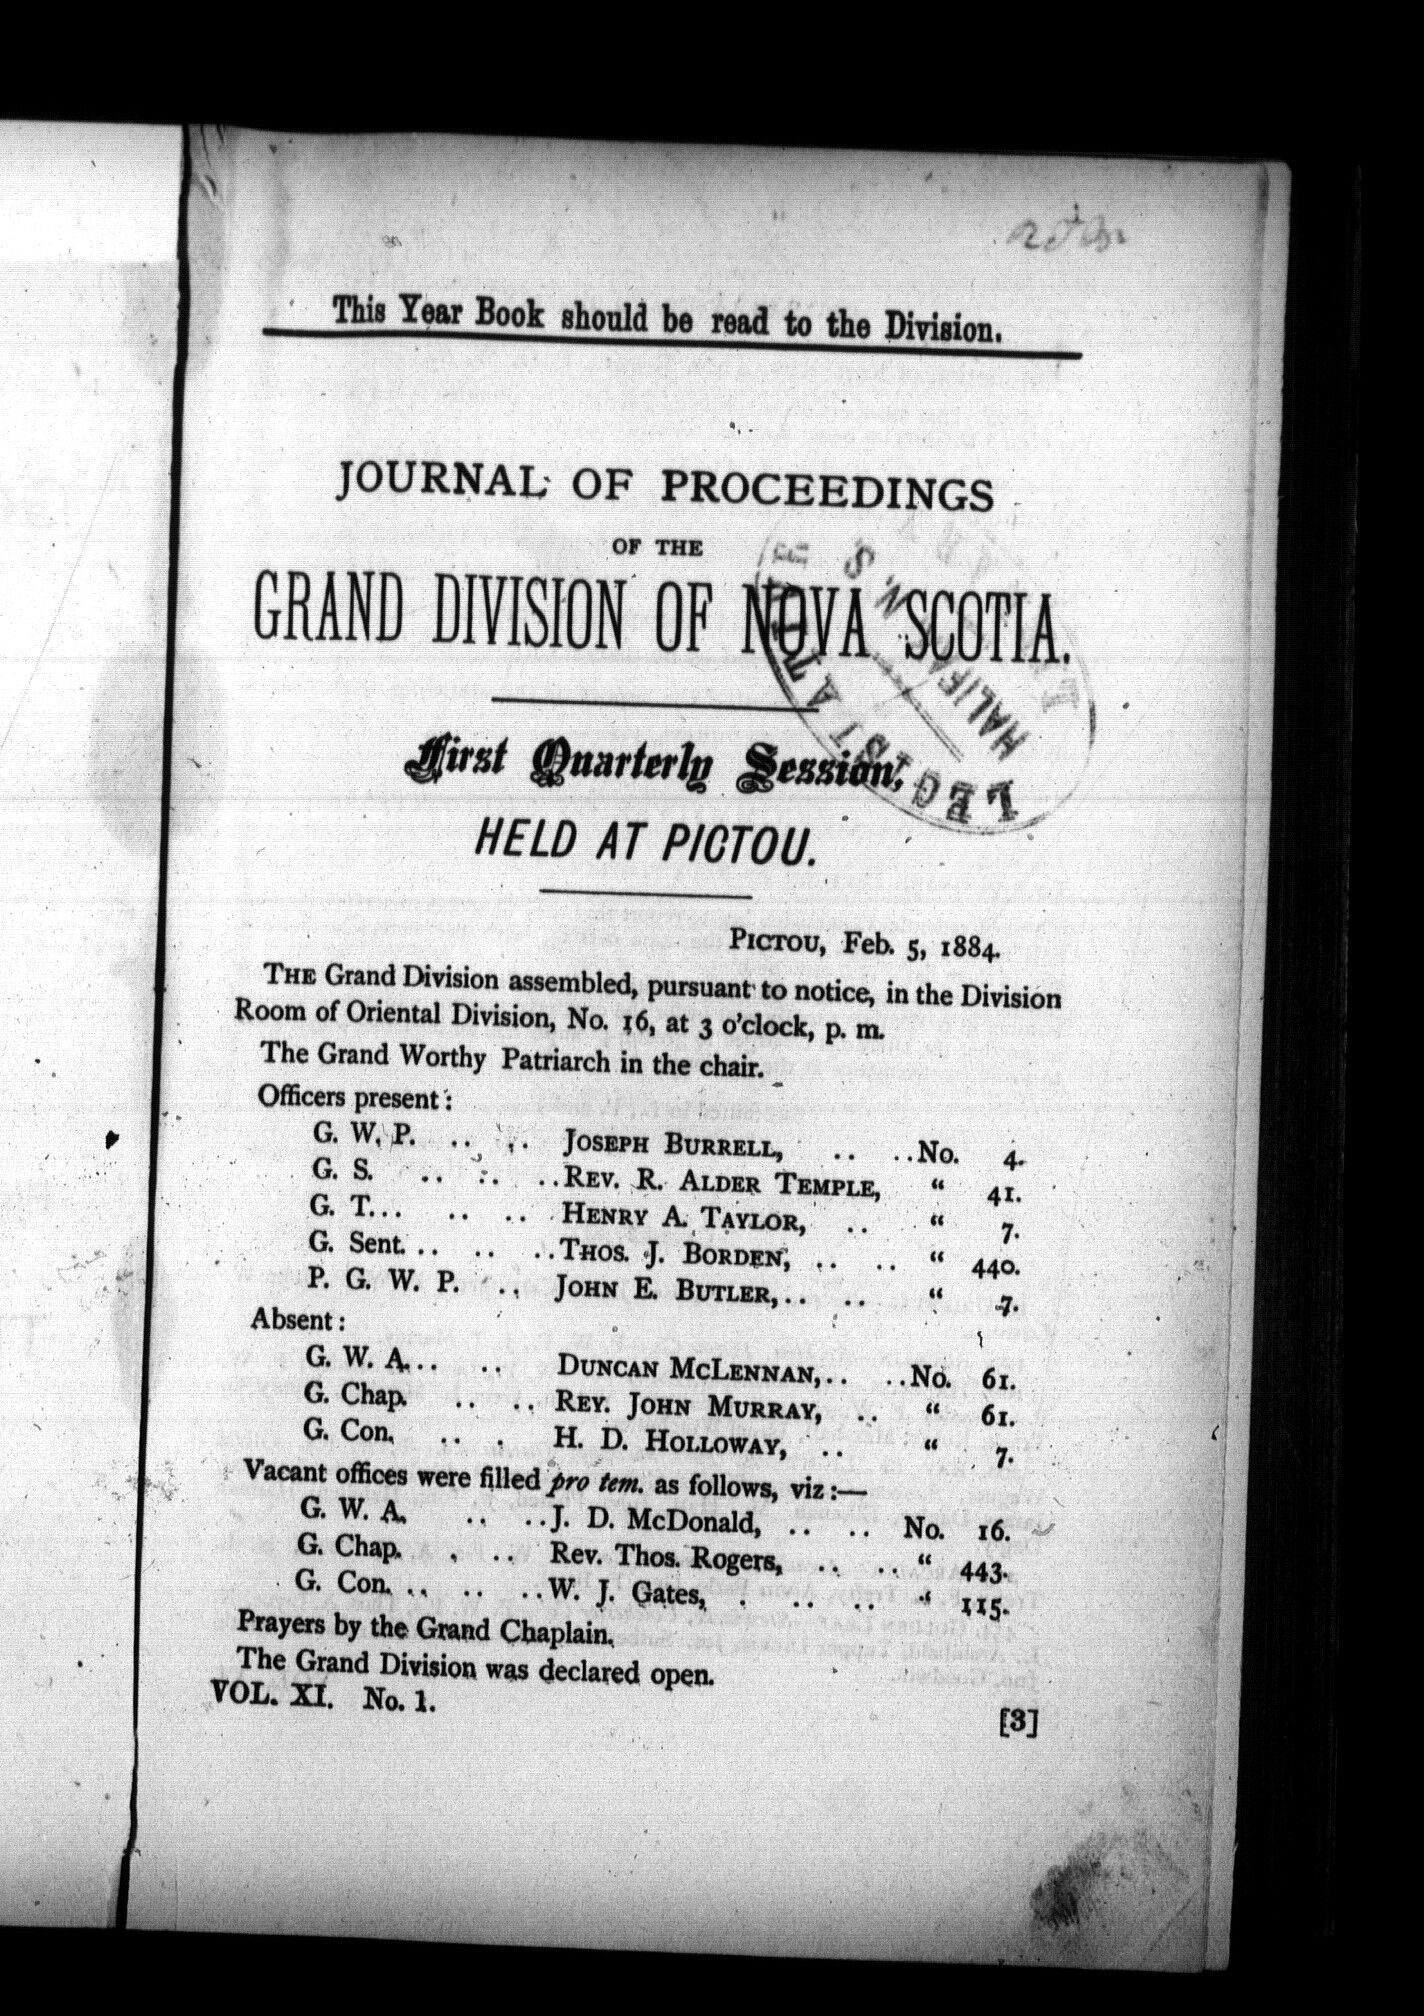 This Year Book should be read to the Division.
JOURNAL OF PROCEEDINGS
OF THE
GRAND DIVISION OF NOVA SCOTIA.
First Quarterly Session,
HELD AT PICTOU.
LEGISLATIVE LIBRARY
HALIFAX, N.S.
PICTOU, Feb. 5, 1884.
THE Grand Division assembled, pursuant to notice, in the Division
Room of Oriental Division, No. 16, at 3 o'clock, p. m.
The Grand Worthy Patriarch in the chair.
Officers present:
G. W. P. .. .. JOSEPH BURRELL, .. .. No. 4.
G. S. .. .. .. REV. R. ALDER TEMPLE, “ 41.
G. T... .. .. HENRY A. TAYLOR, .. “ 7.
G. Sent. .. .. .. THOS. J. BORDEN, .. .. “ 440.
P. G. W. P. .. JOHN E. BUTLER, .. .. “ 7.
Absent:
G. W. A... .. DUNCAN MCLENNAN, .. .. No. 61.
G. Chap. .. .. REV. JOHN MURRAY, .. “ 61.
G. Con. .. . H. D. HOLLOWAY, .. “ 7.
Vacant offices were filled pro tem. as follows, viz:—
G. W. A. .. .. J. D. McDonald, .. .. No. 16.
G. Chap. . .. Rev. Thos. Rogers, .. .. “ 443.
G. Con. .. .. .. W. J. Gates, . .. .. “ 115.
Prayers by the Grand Chaplain.
The Grand Division was declared open.
VOL. XI. No. 1.
[3]